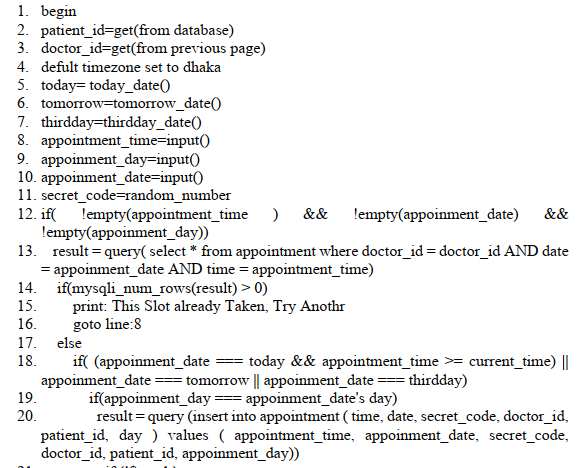 1. begin
2. patient_id=get(from database)
3. doctor_id=get(from previous page)
4. defult timezone set to dhaka
5. today= today_date()
6. tomorrow=tomorrow_date()
7. thirdday=thirdday_date()
8. appointment_time=input()
9. appoinment_day=input()
10. appoinment_date=input()
11. secret_code=random_number
12. if( !empty(appointment_time ) && !empty(appoinment_date) &&
!empty(appoinment_day))
13. result = query( select * from appointment where doctor_id = doctor_id AND date
= appoinment_date AND time = appointment_time)
14. if(mysqli_num_rows(result) > 0)
15. print: This Slot already Taken, Try Anothr
16. goto line:8
17. else
18. if( (appoinment_date === today && appointment_time >= current_time) ||
appoinment_date === tomorrow || appoinment_date === thirdday)
19. if(appoinment_day === appoinment_date's day)
20. result = query (insert into appointment ( time, date, secret_code, doctor_id,
patient_id, day ) values ( appointment_time, appoinment_date, secret_code,
doctor_id, patient_id, appoinment_day))